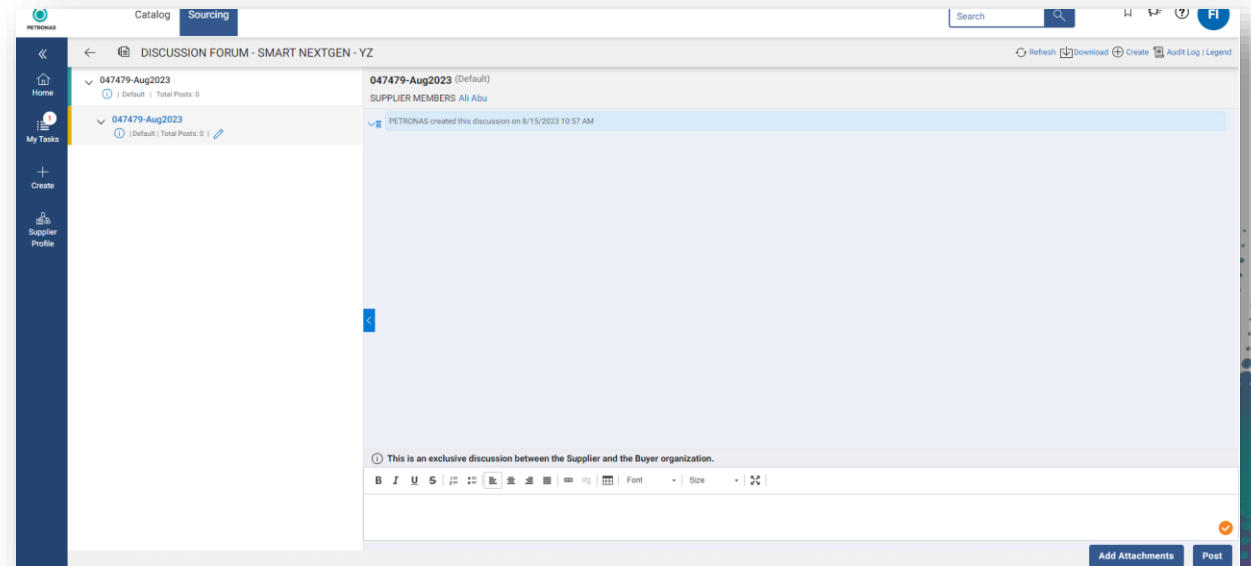 PETRONAS
Catalog Sourcing
Search
FI
DISCUSSION FORUM - SMART NEXTGEN - YZ
Refresh Download Create Audit Log | Legend
Home
1
My Tasks
Create
Supplier
Profile
047479-Aug2023
| Default | Total Posts: 0
047479-Aug2023
| Default | Total Posts: 0 |
047479-Aug2023 (Default)
SUPPLIER MEMBERS Ali Abu
PETRONAS created this discussion on 8/15/2023 10:57 AM
This is an exclusive discussion between the Supplier and the Buyer organization.
B I U S Font Size
Add Attachments Post